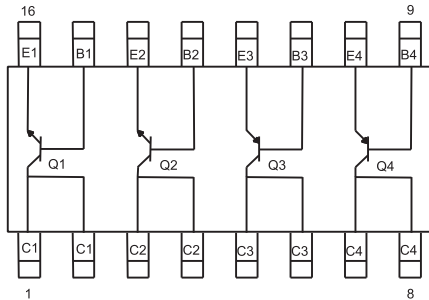 16 9
E1 B1 E2 B2 E3 B3 E4 B4
Q1 Q2 Q3 Q4
C1 C1 C2 C2 C3 C3 C4 C4
1 8